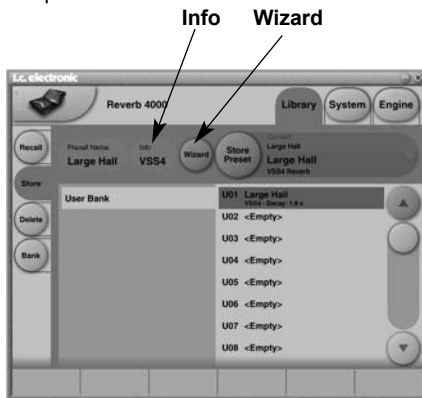 Info Wizard
t.c. electronic
Reverb 4000
Library System Engine
Recall
Store
Delete
Bank
Preset Name Info
Large Hall VSS4
Wizard
Store
Preset
Current
Large Hall
Large Hall
VSS4 Reverb
User Bank
U01 Large Hall
VSS4 - Decay: 1.9 s
U02 <Empty>
U03 <Empty>
U04 <Empty>
U05 <Empty>
U06 <Empty>
U07 <Empty>
U08 <Empty>